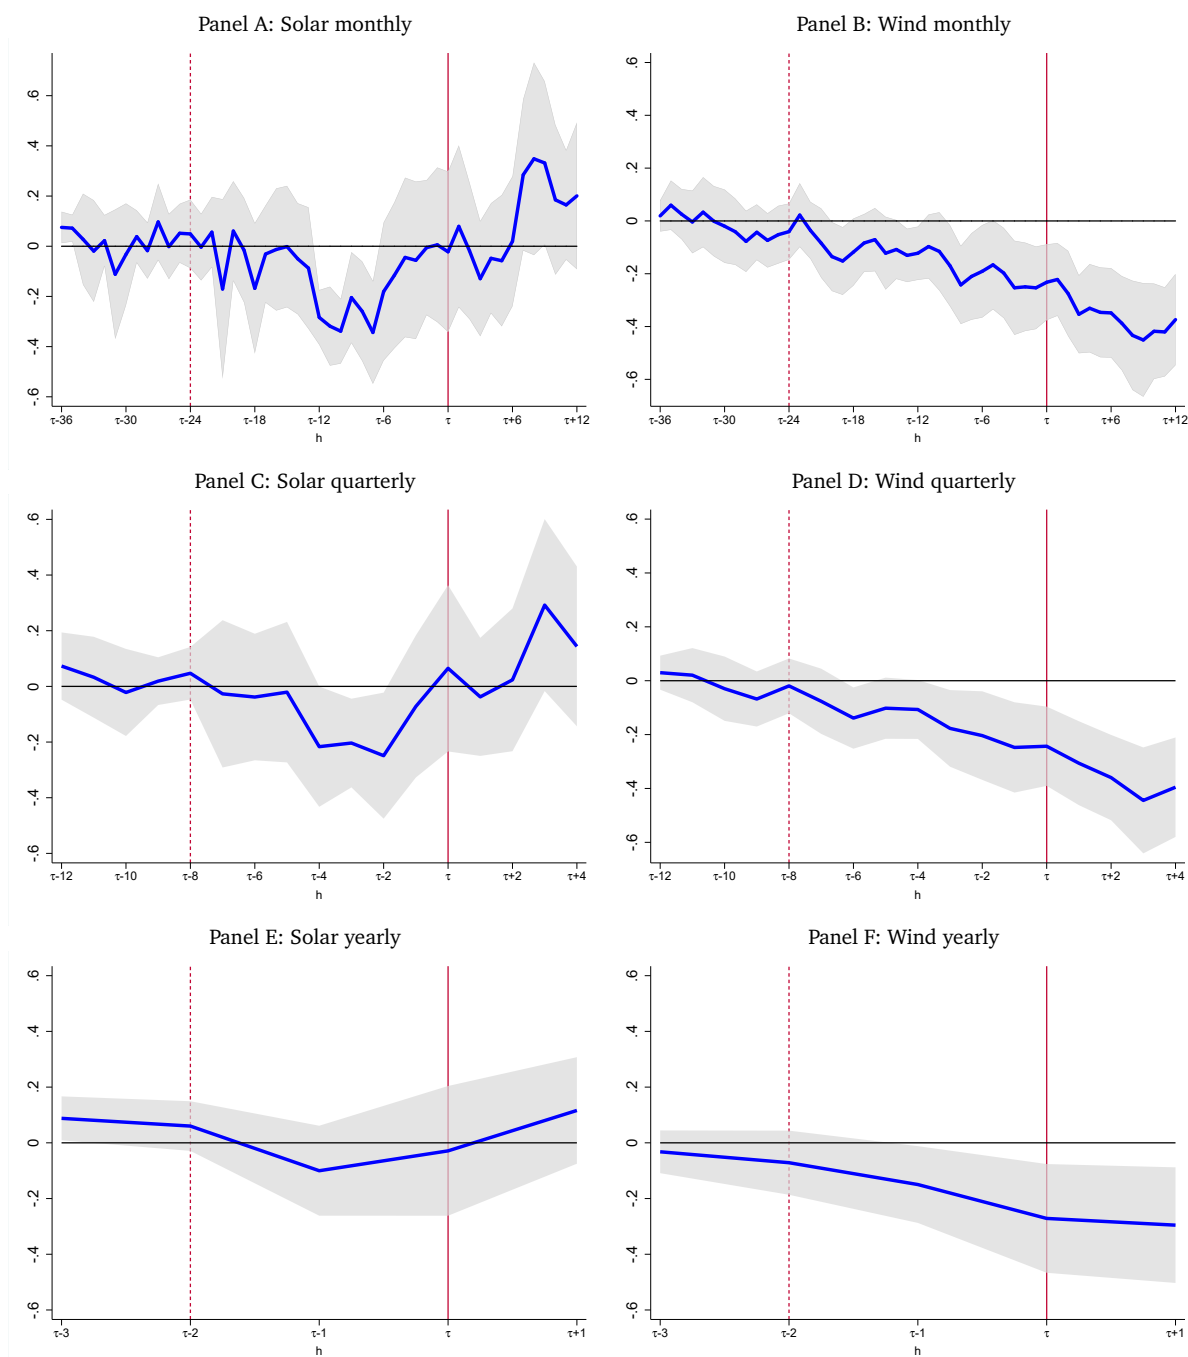 Panel A: Solar monthly
.6
.4
.2
0
-.2
-.4
-.6
τ-36 τ-30 τ-24 τ-18 τ-12 τ-6 τ τ+6 τ+12
h
Panel B: Wind monthly
.6
.4
.2
0
-.2
-.4
-.6
τ-36 τ-30 τ-24 τ-18 τ-12 τ-6 τ τ+6 τ+12
h
Panel C: Solar quarterly
.6
.4
.2
0
-.2
-.4
-.6
τ-12 τ-10 τ-8 τ-6 τ-4 τ-2 τ τ+2 τ+4
h
Panel D: Wind quarterly
.6
.4
.2
0
-.2
-.4
-.6
τ-12 τ-10 τ-8 τ-6 τ-4 τ-2 τ τ+2 τ+4
h
Panel E: Solar yearly
.6
.4
.2
0
-.2
-.4
-.6
τ-3 τ-2 τ-1 τ τ+1
h
Panel F: Wind yearly
.6
.4
.2
0
-.2
-.4
-.6
τ-3 τ-2 τ-1 τ τ+1
h